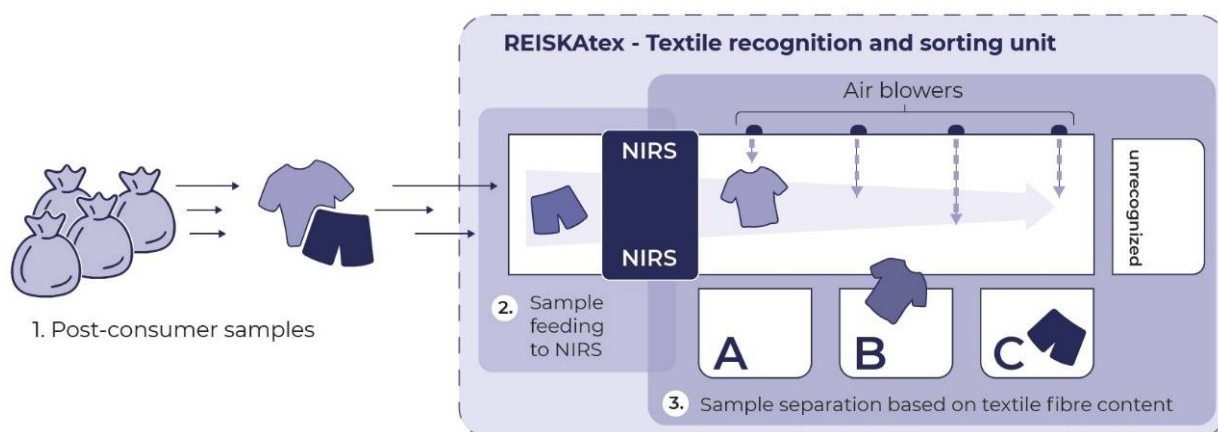 REISKAtex - Textile recognition and sorting unit
Air blowers
NIRS
NIRS
unrecognized
1. Post-consumer samples
2. Sample
feeding
to NIRS
A
B
C
3. Sample separation based on textile fibre content